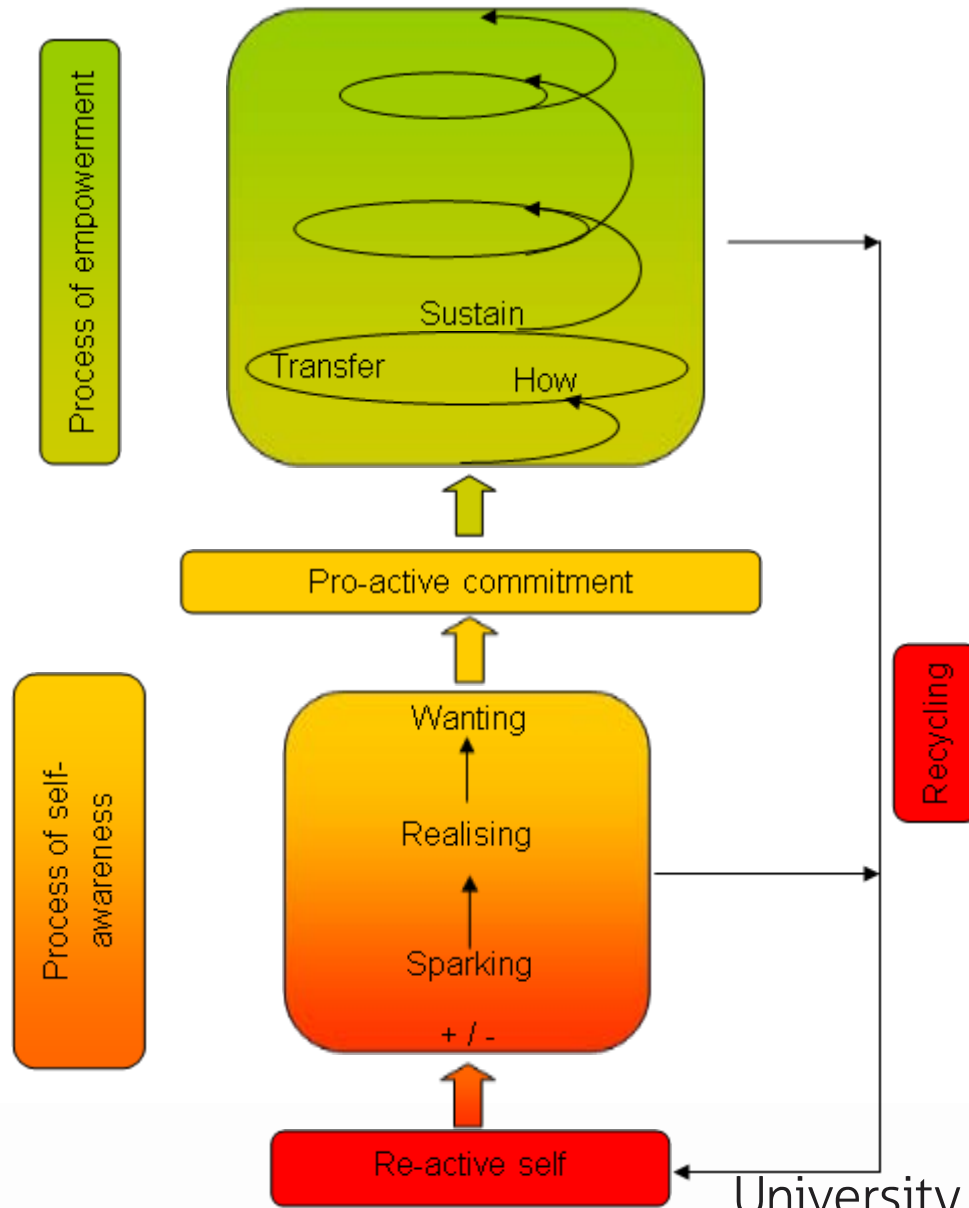 Process of empowerment
Sustain
Transfer
How
Pro-active commitment
Process of self-
awareness
Wanting
Realising
Sparking
+ / -
Recycling
Re-active self
University